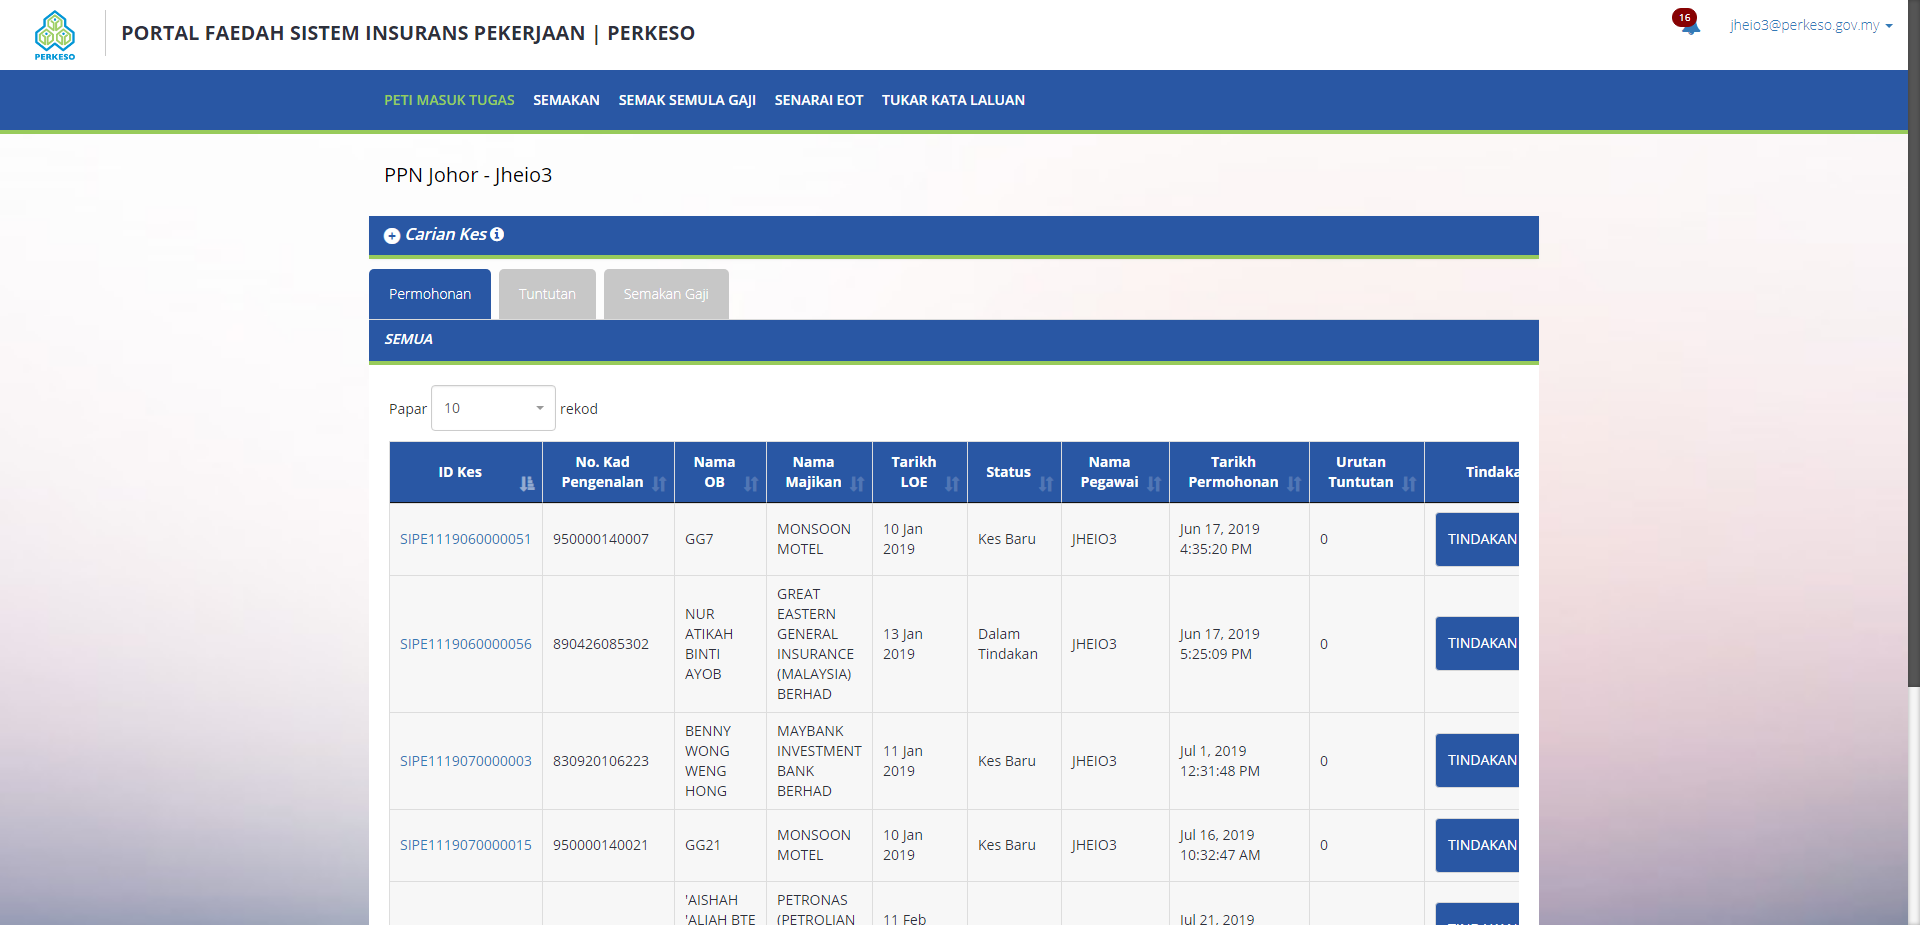 PERKESO
PORTAL FAEDAH SISTEM INSURANS PEKERJAAN | PERKESO
16
jheio3@perkeso.gov.my
PETI MASUK TUGAS SEMAKAN SEMAK SEMULA GAJI SENARAI EOT TUKAR KATA LALUAN
PPN Johor - Jheio3
Carian Kes
Permohonan Tuntutan Semakan Gaji
SEMUA
Papar 10 rekod
ID Kes
No. Kad
Pengenalan
Nama
OB
Nama
Majikan
Tarikh
LOE
Status
Nama
Pegawai
Tarikh
Permohonan
Urutan
Tuntutan
Tindaka
SIPE1119060000051
950000140007
GG7
MONSOON
MOTEL
10 Jan
2019
Kes Baru
JHEIO3
Jun 17, 2019
4:35:20 PM
0
TINDAKAN
SIPE1119060000056
890426085302
NUR
ATIKAH
BINTI
AYOB
GREAT
EASTERN
GENERAL
INSURANCE
(MALAYSIA)
BERHAD
13 Jan
2019
Dalam
Tindakan
JHEIO3
Jun 17, 2019
5:25:09 PM
0
TINDAKAN
SIPE1119070000003
830920106223
BENNY
WONG
WENG
HONG
MAYBANK
INVESTMENT
BANK
BERHAD
11 Jan
2019
Kes Baru
JHEIO3
Jul 1, 2019
12:31:48 PM
0
TINDAKAN
SIPE1119070000015
950000140021
GG21
MONSOON
MOTEL
10 Jan
2019
Kes Baru
JHEIO3
Jul 16, 2019
10:32:47 AM
0
TINDAKAN
'AISHAH
'ALIAH BTE
PETRONAS
(PETROLIAN
11 Feb
Jul 21, 2019
TINDAKAN